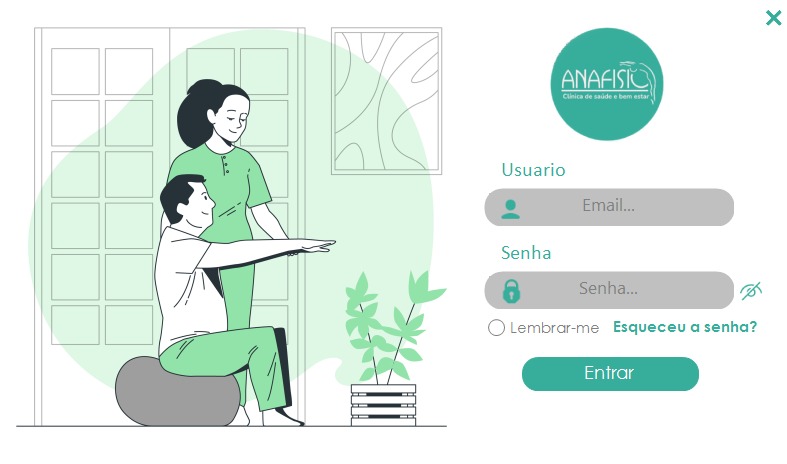 ANAFISIO
Clínica de saúde e bem estar
Usuario
Email...
Senha
Senha...
Lembrar-me Esqueceu a senha?
Entrar